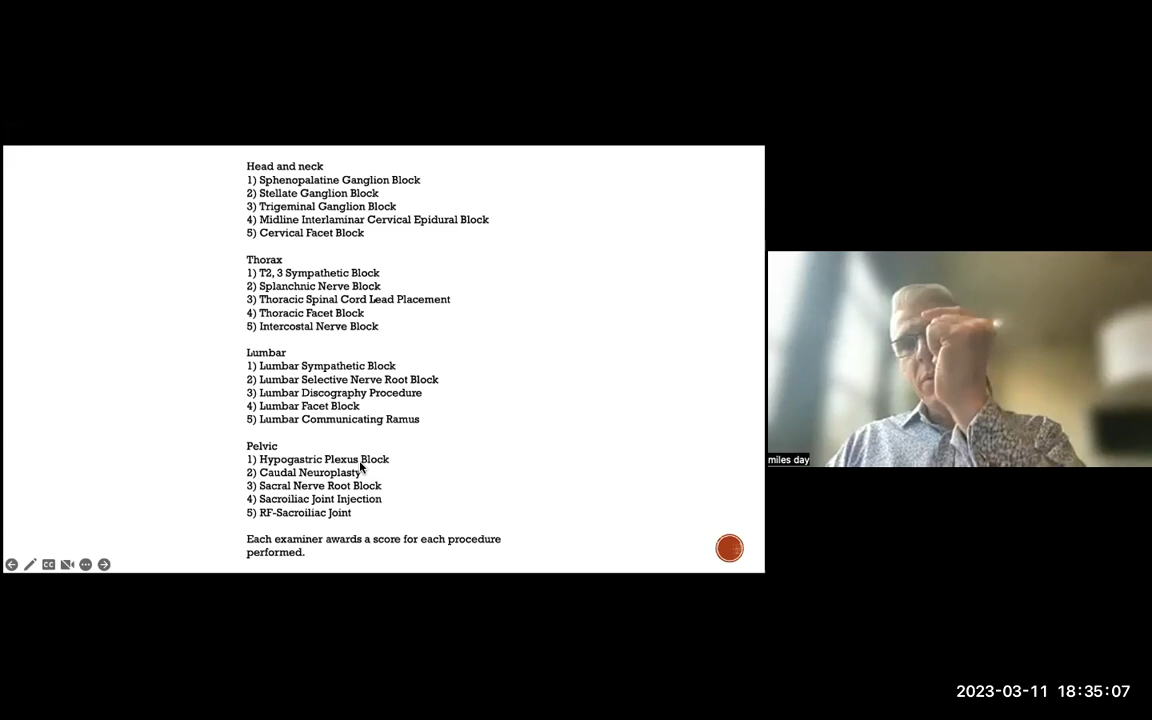 Head and neck
1) Sphenopalatine Ganglion Block
2) Stellate Ganglion Block
3) Trigeminal Ganglion Block
4) Midline Interlaminar Cervical Epidural Block
5) Cervical Facet Block
Thorax
1) T2, 3 Sympathetic Block
2) Splanchnic Nerve Block
3) Thoracic Spinal Cord Lead Placement
4) Thoracic Facet Block
5) Intercostal Nerve Block
Lumbar
1) Lumbar Sympathetic Block
2) Lumbar Selective Nerve Root Block
3) Lumbar Discography Procedure
4) Lumbar Facet Block
5) Lumbar Communicating Ramus
Pelvic
1) Hypogastric Plexus Block
2) Caudal Neuroplasty
3) Sacral Nerve Root Block
4) Sacroiliac Joint Injection
5) RF-Sacroiliac Joint
Each examiner awards a score for each procedure
performed.
CC
miles day
2023-03-11 18:35:07